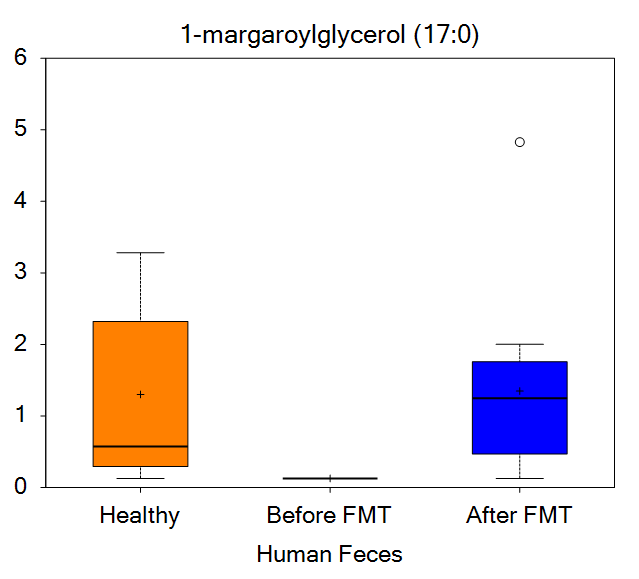 1-margaroylglycerol (17:0)
6
5
4
3
2
1
0
Healthy Before FMT After FMT
Human Feces